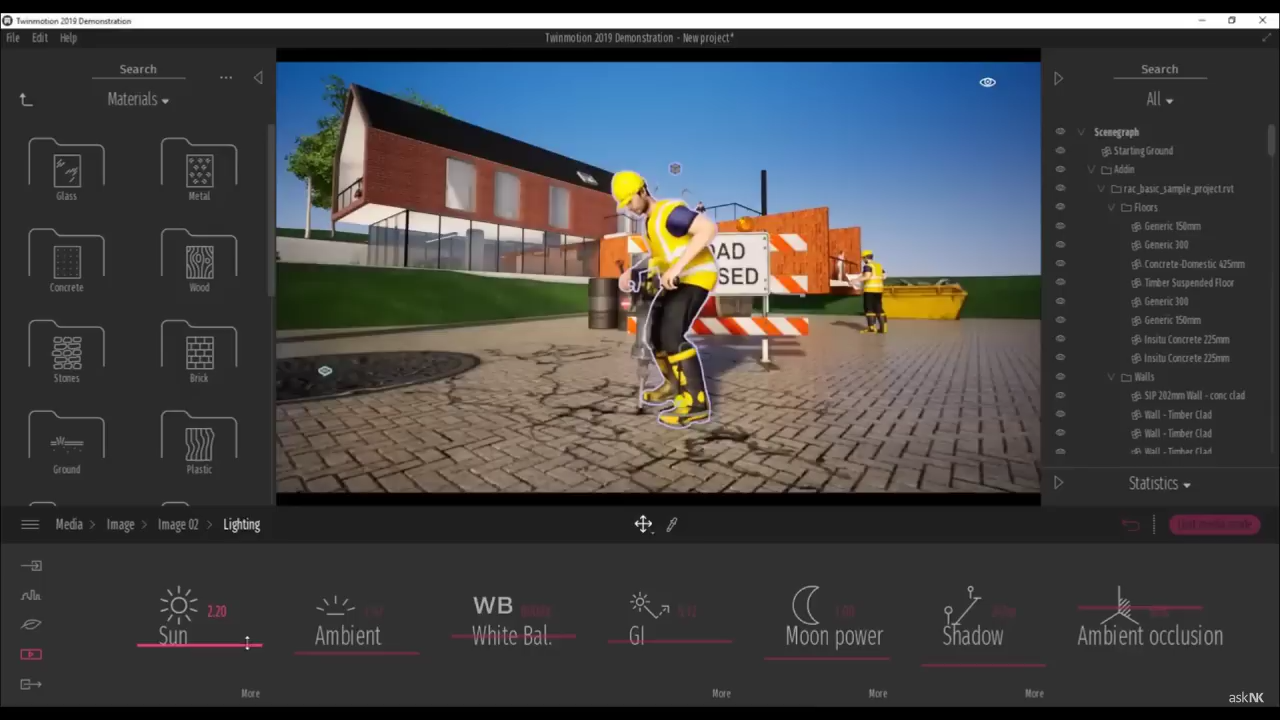 Twinmotion 2019 Demonstration
File Edit Help
Twinmotion 2019 Demonstration - New project*
Search
...
Materials
Glass
Metal
Concrete
Wood
Stones
Brick
Ground
Plastic
AD
SED
Search
All
Scenegraph
Starting Ground
Addin
rac_basic_sample_project.rvt
Floors
Generic 150mm
Generic 300
Concrete-Domestic 425mm
Timber Suspended Floor
Generic 300
Generic 150mm
Insitu Concrete 225mm
Insitu Concrete 225mm
Walls
SIP 202mm Wall - conc clad
Wall - Timber Clad
Wall - Timber Clad
Wall - Timber Clad
Statistics
Media > Image > Image 02 > Lighting
2.20
Sun
Ambient
WB
White Bal.
GI
Moon power
Shadow
Ambient occlusion
More
More
More
More
askNK